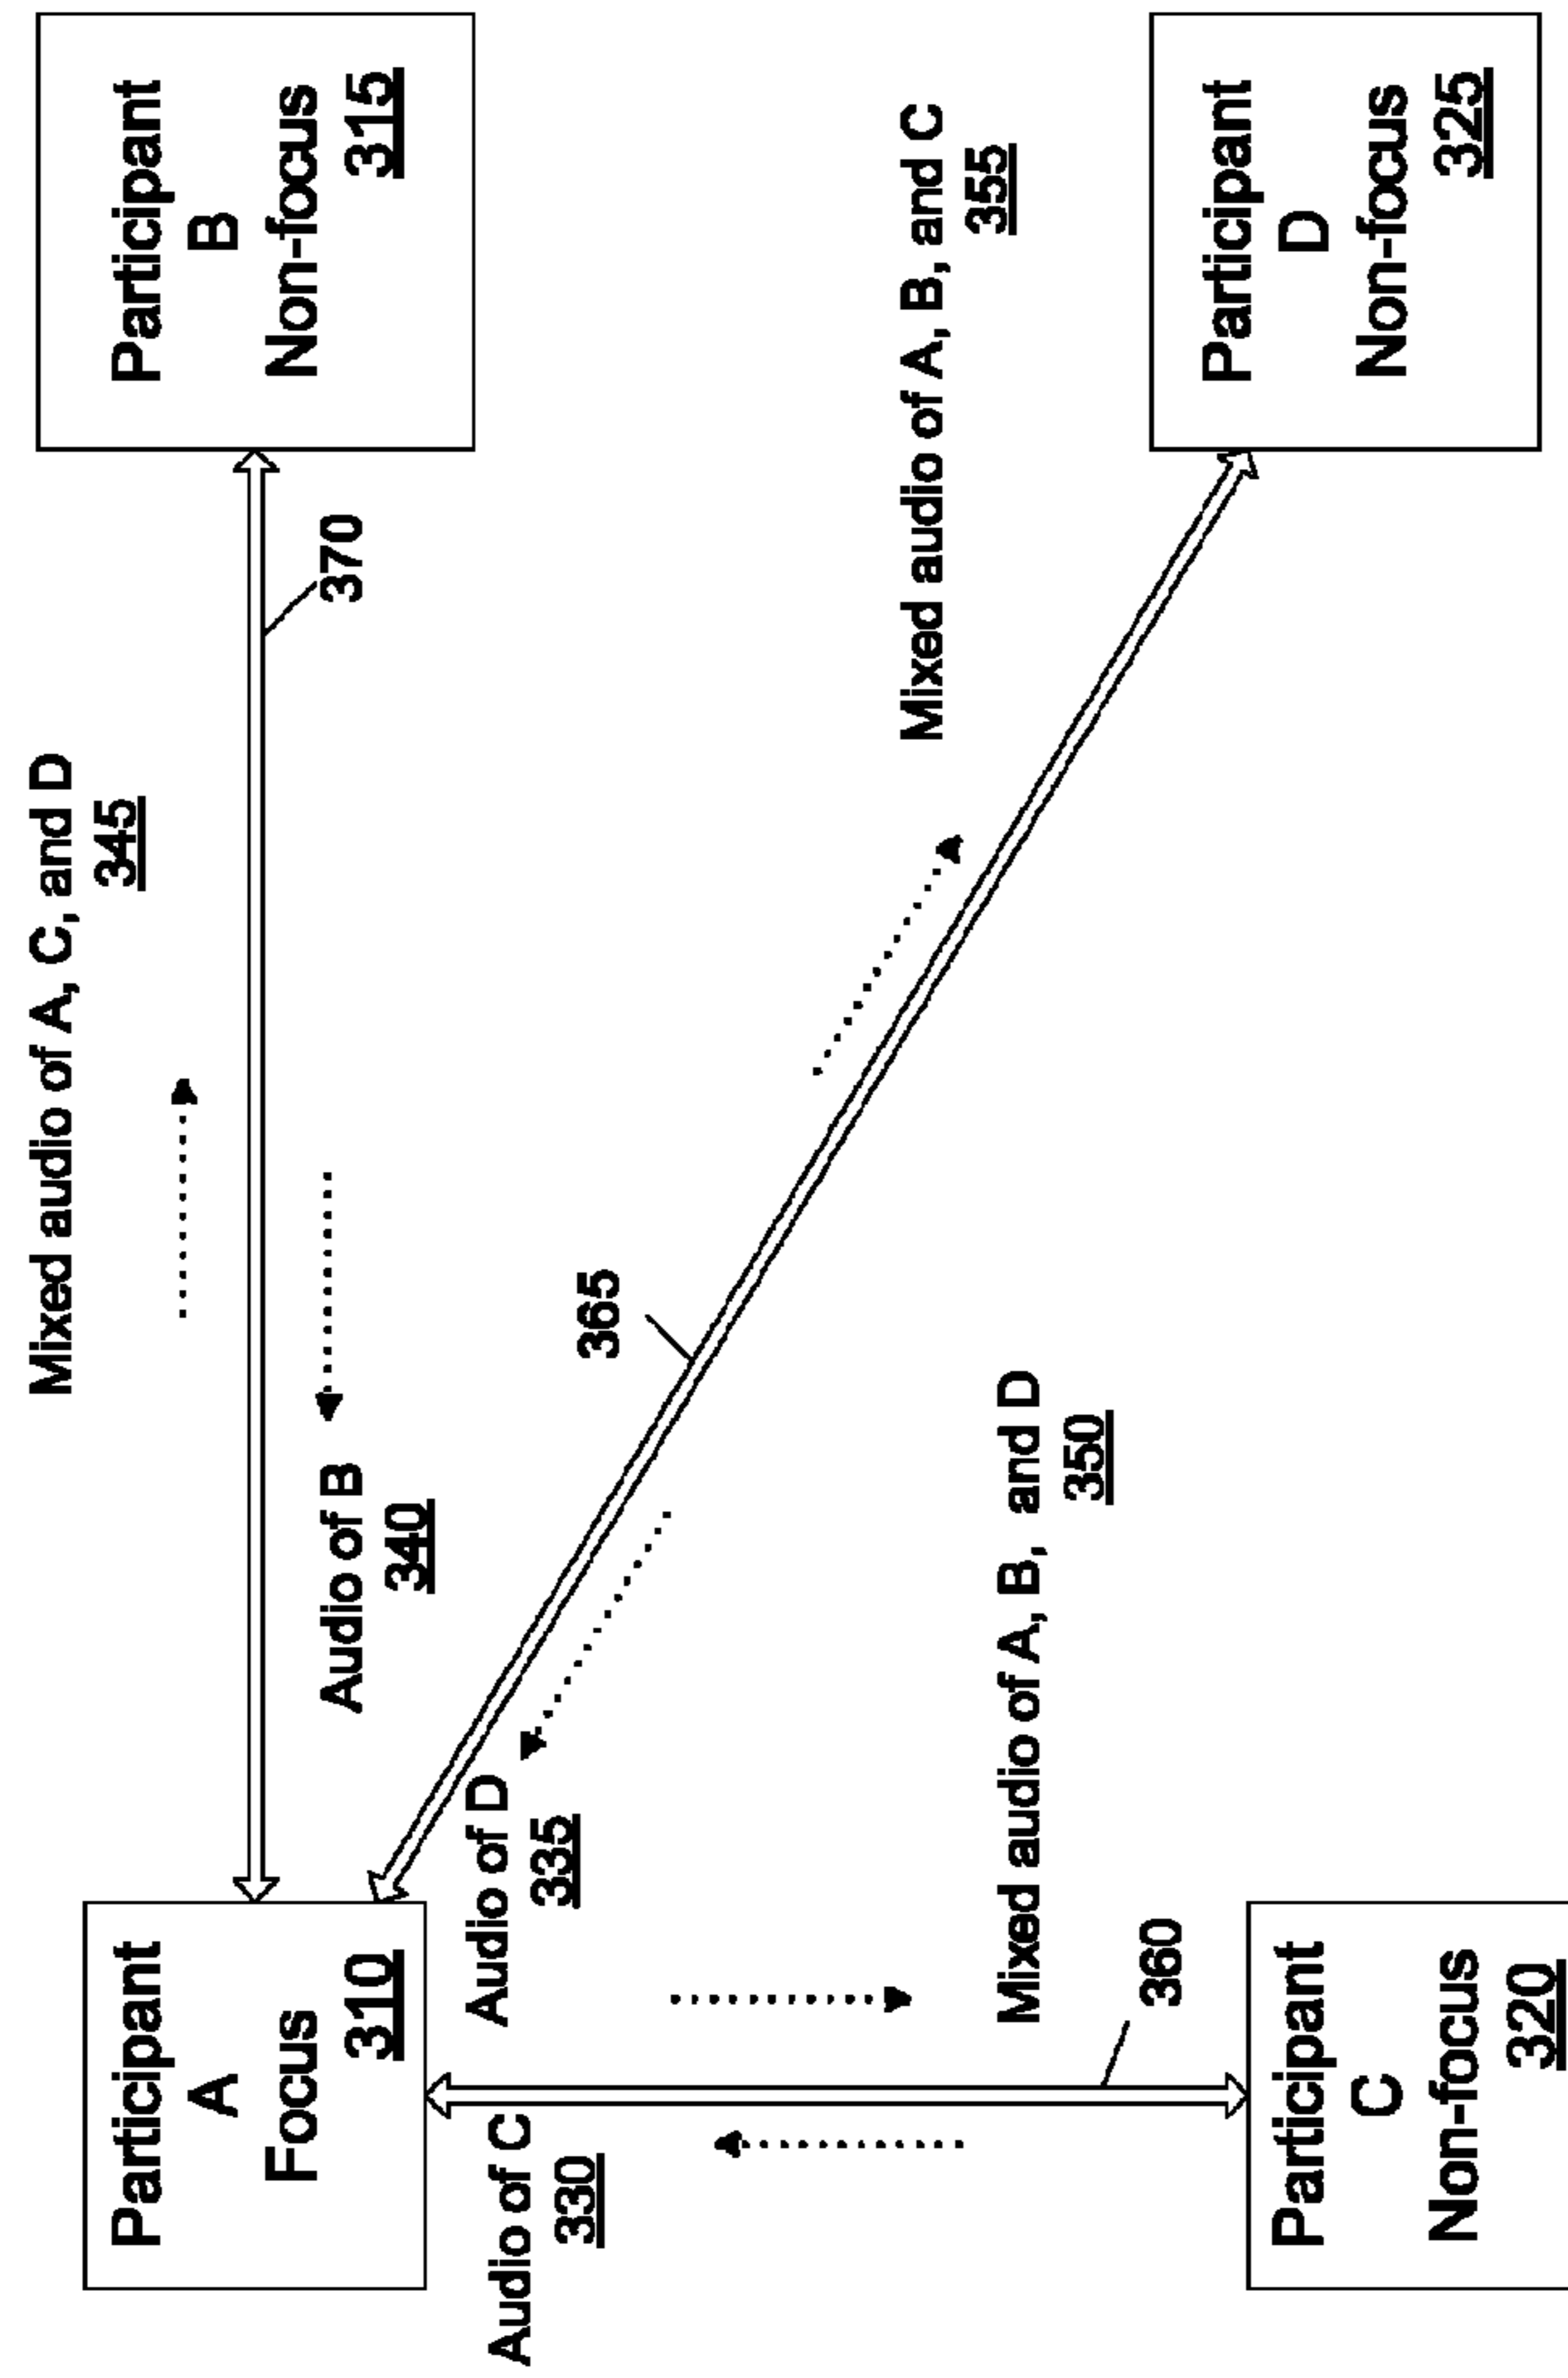 Mixed audio of A, C, and D
345
Participant
A
Focus
310
Participant
B
Non-focus
315
370
Audio of B
340
365
Audio of D
335
Audio of C
330
Mixed audio of A, B, and C
355
Mixed audio of A, B, and D
350
360
Participant
C
Non-focus
320
Participant
D
Non-focus
325